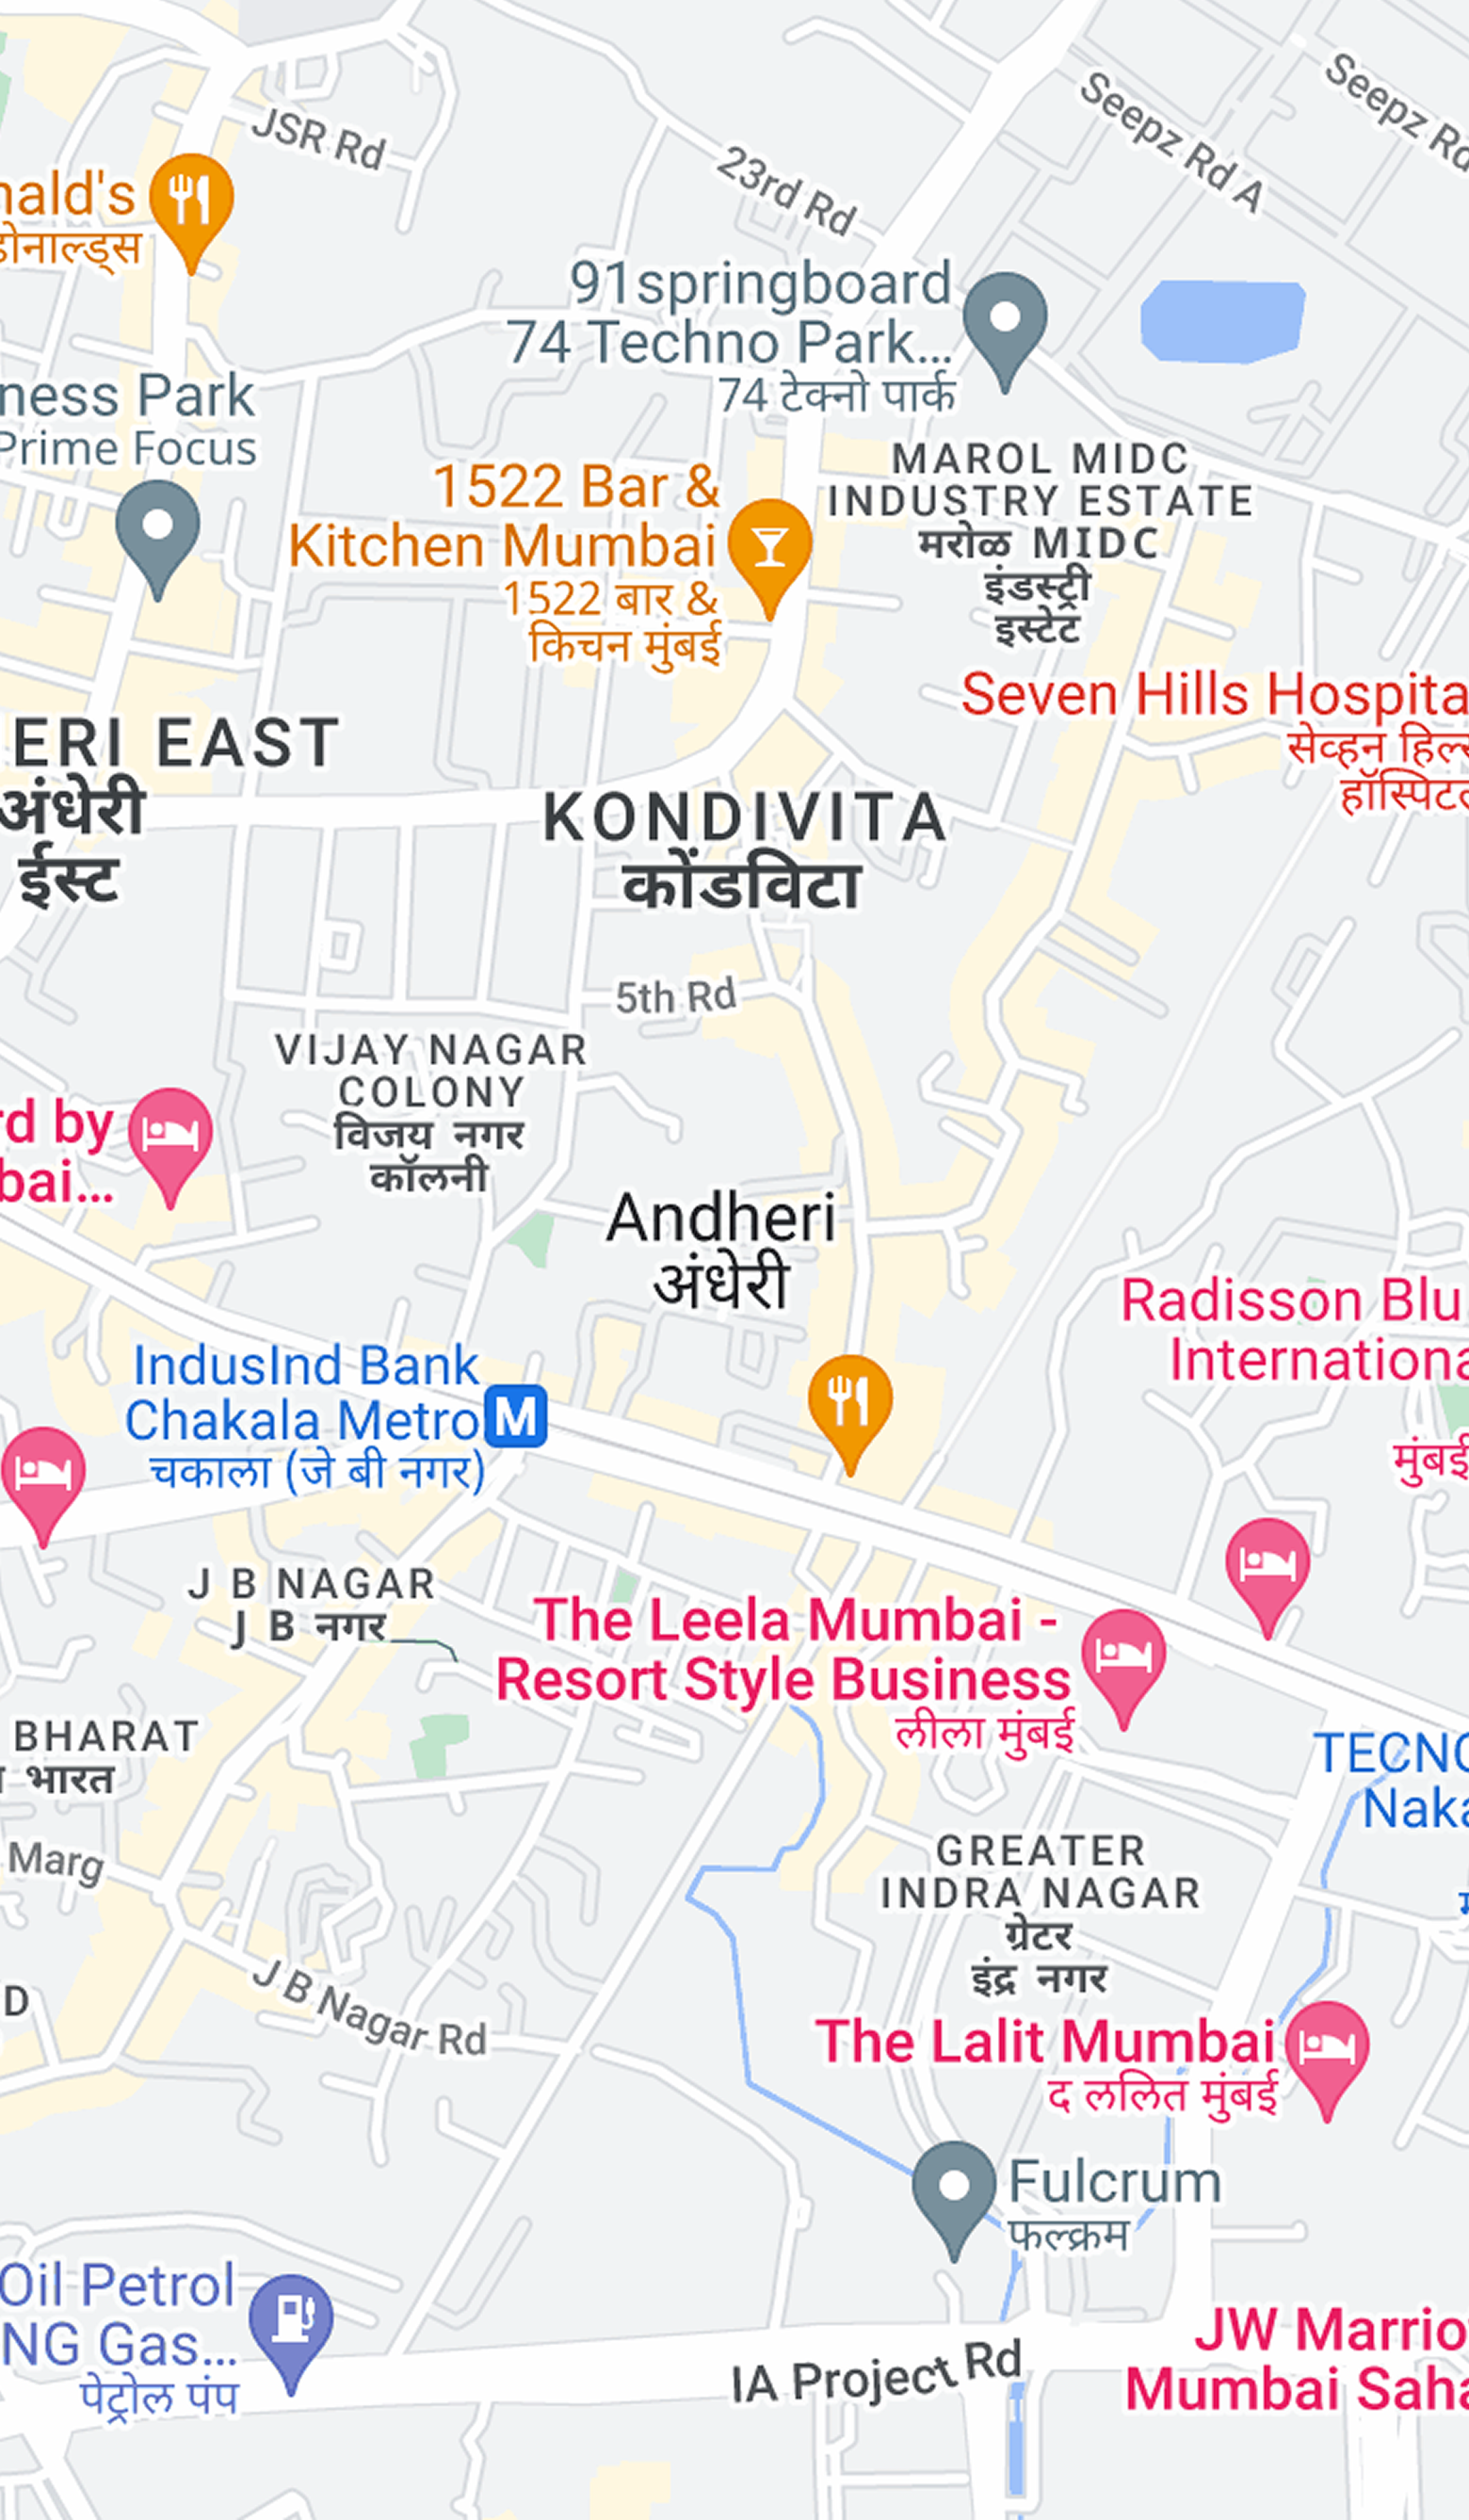 JSR Rd
23rd Rd
Seepz Rd A
Seepz Rd
nald's
डोनाल्ड्स
91springboard
74 Techno Park...
74 टेक्नो पार्क
ness Park
Prime Focus
MAROL MIDC
INDUSTRY ESTATE
मरोळ MIDC
इंडस्ट्री
इस्टेट
1522 Bar &
Kitchen Mumbai
1522 बार &
किचन मुंबई
Seven Hills Hospita
सेव्हन हिल्स
हॉस्पिटल
ERI EAST
अंधेरी
ईस्ट
KONDIVITA
कोंडविटा
5th Rd
VIJAY NAGAR
COLONY
विजय नगर
कॉलनी
rd by
bai...
Andheri
अंधेरी
Radisson Blu
Internationa
मुंबई
IndusInd Bank
Chakala Metro
M
चकाला (जे बी नगर)
J B NAGAR
J B नगर
The Leela Mumbai -
Resort Style Business
लीला मुंबई
BHARAT
भारत
TECNO
Naka
Marg
GREATER
INDRA NAGAR
ग्रेटर
इंद्र नगर
D
J B Nagar Rd
The Lalit Mumbai
द ललित मुंबई
Fulcrum
फल्क्रम
Oil Petrol
NG Gas...
पेट्रोल पंप
IA Project Rd
JW Marrio
Mumbai Saha